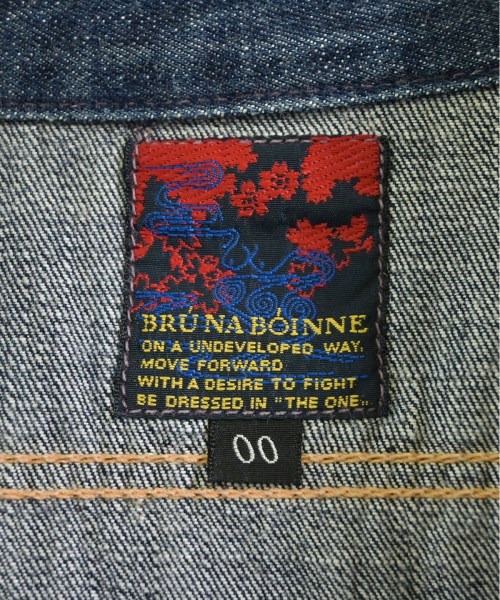 BRÚ NA BÓINNE
ON A UNDEVELOPED WAY,
MOVE FORWARD
WITH A DESIRE TO FIGHT
BE DRESSED IN "THE ONE„
00